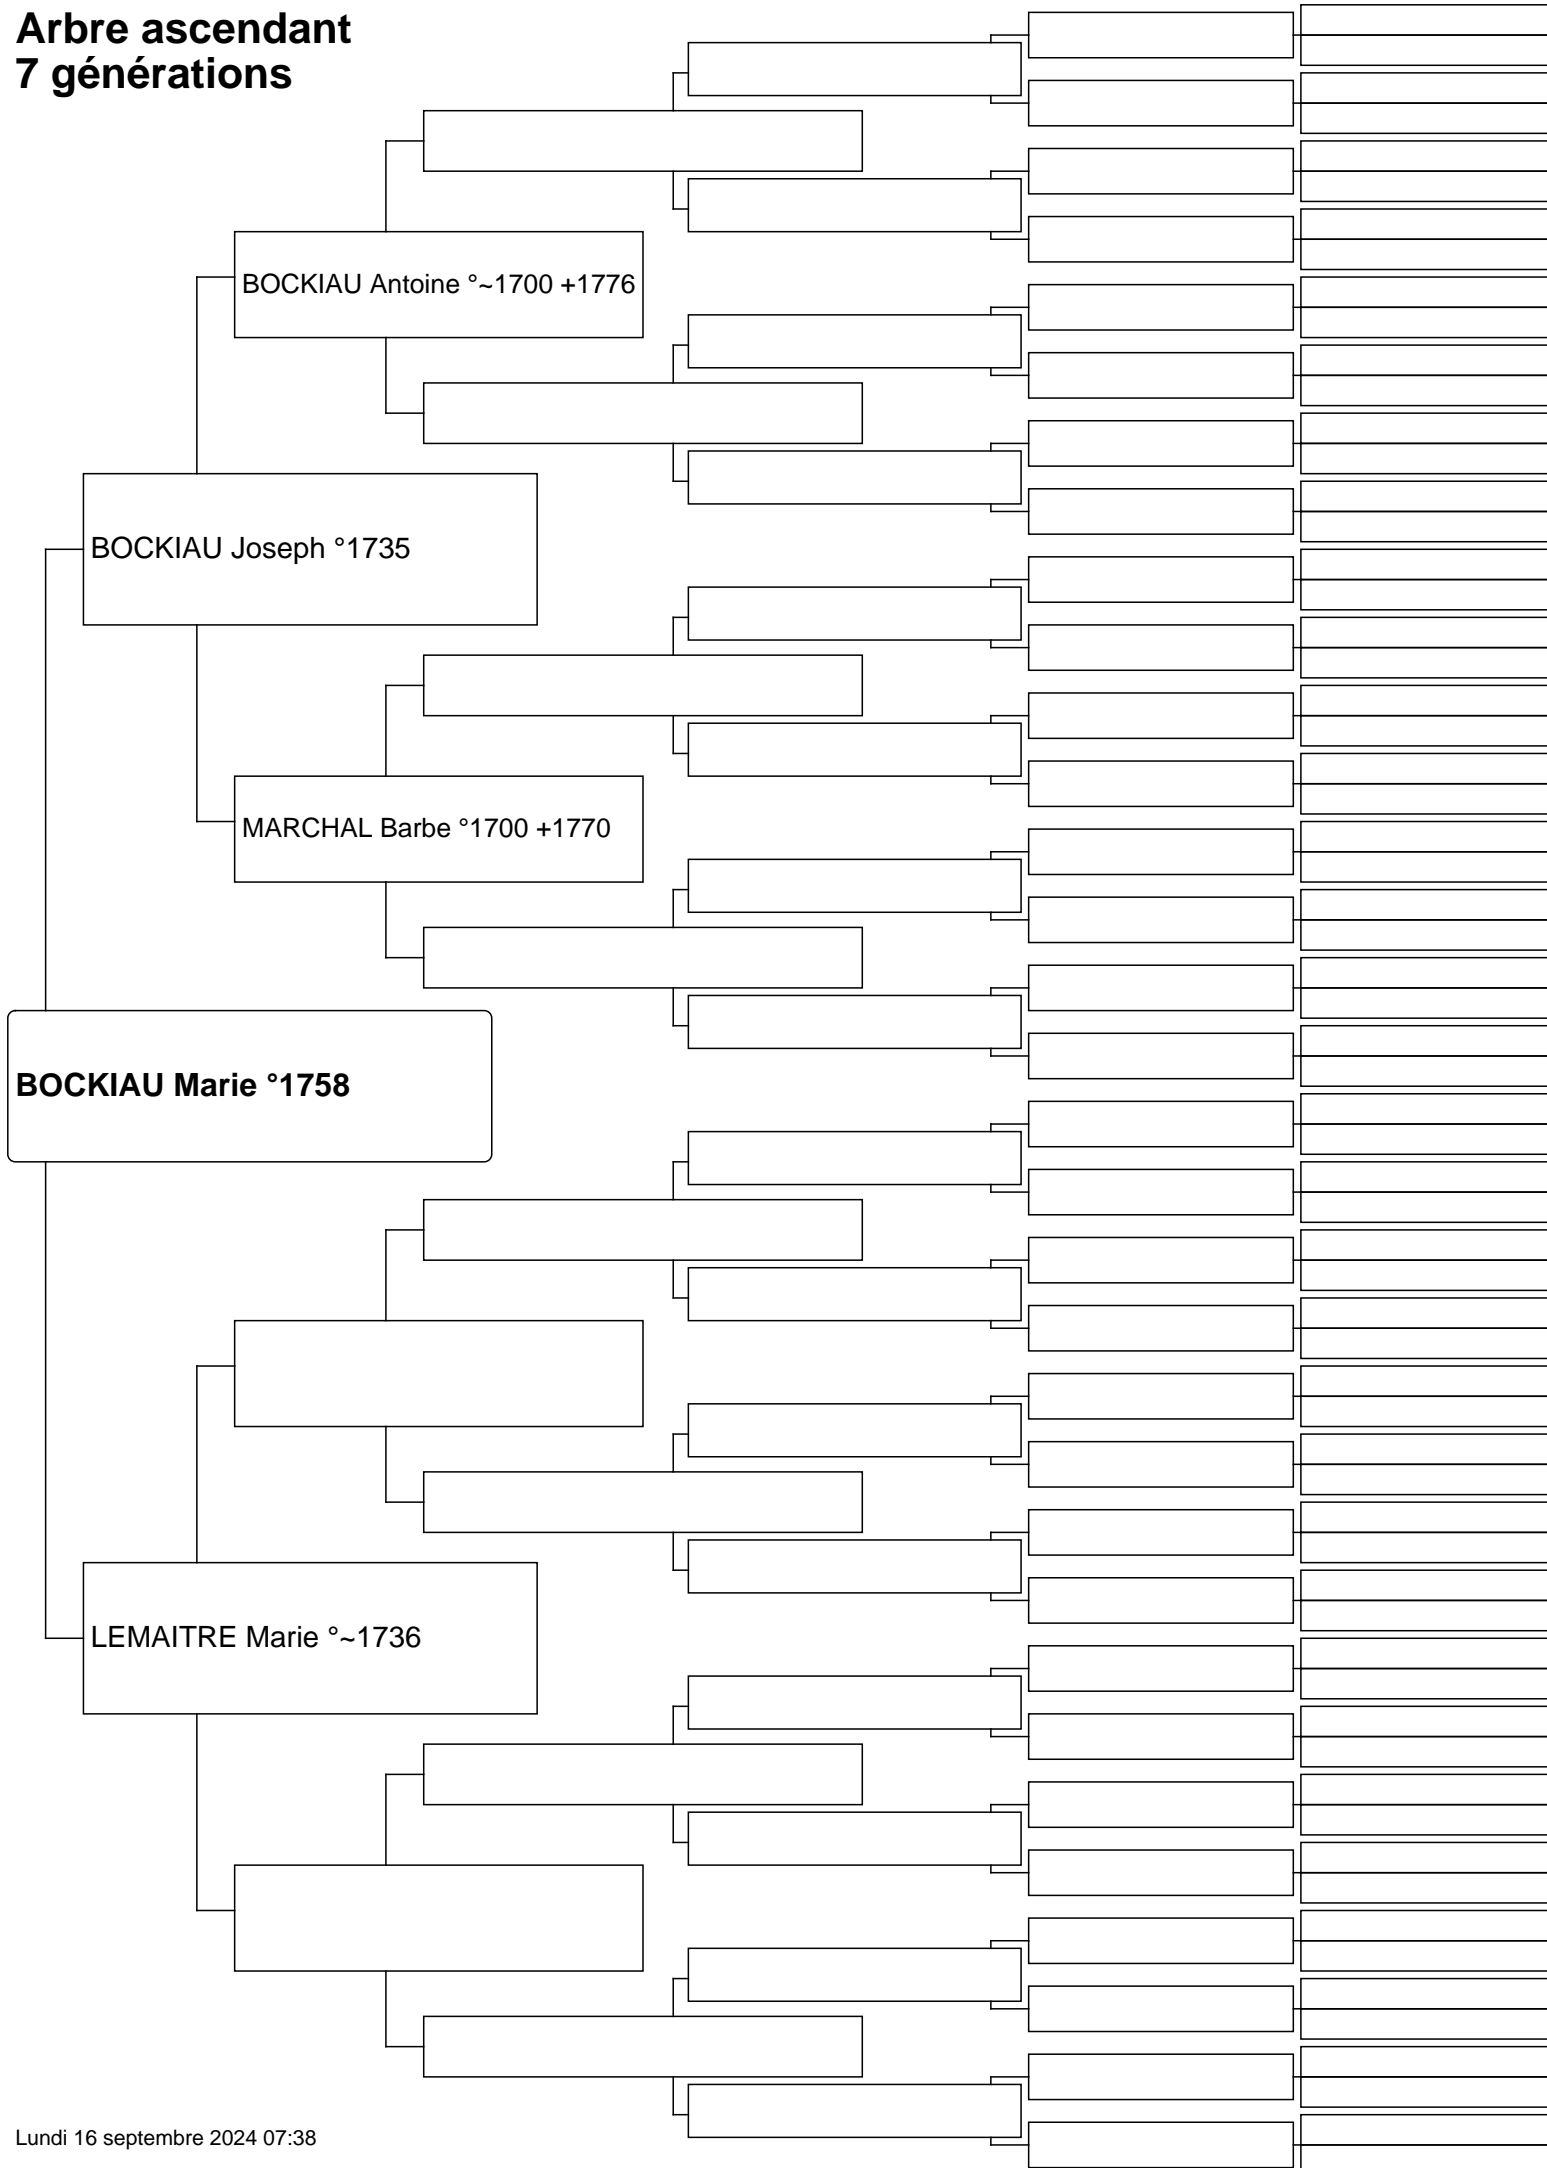 Arbre ascendant
7 générations
BOCKIAU Antoine °~1700 +1776
BOCKIAU Joseph °1735
MARCHAL Barbe °1700 +1770
BOCKIAU Marie °1758
LEMAITRE Marie °~1736
Lundi 16 septembre 2024 07:38